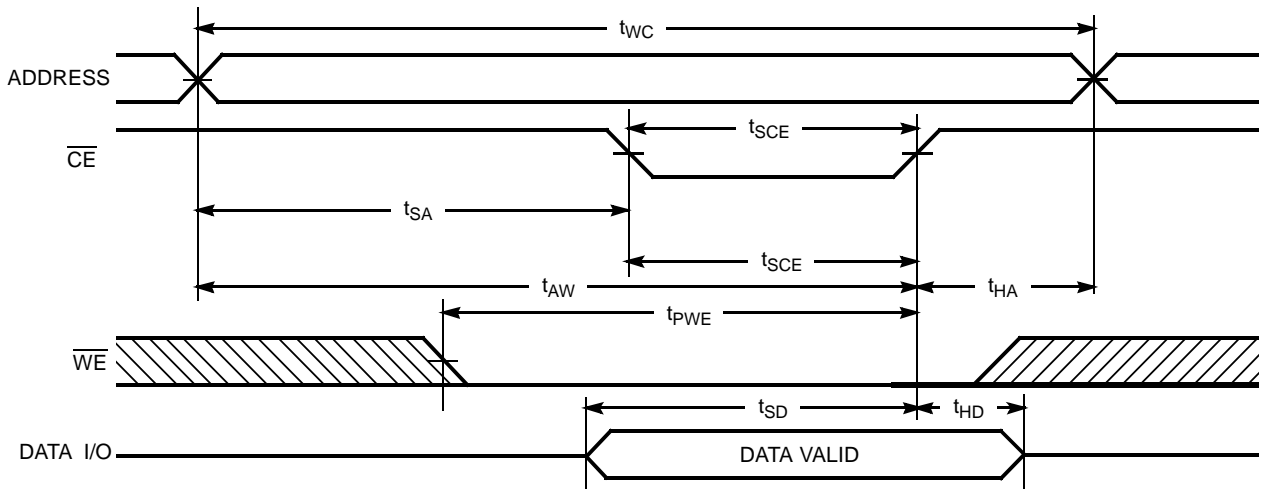 tWC
ADDRESS
tSCE
CE
tSA
tSCE
tAW
tHA
tPWE
WE
tSD
tHD
DATA I/O
DATA VALID